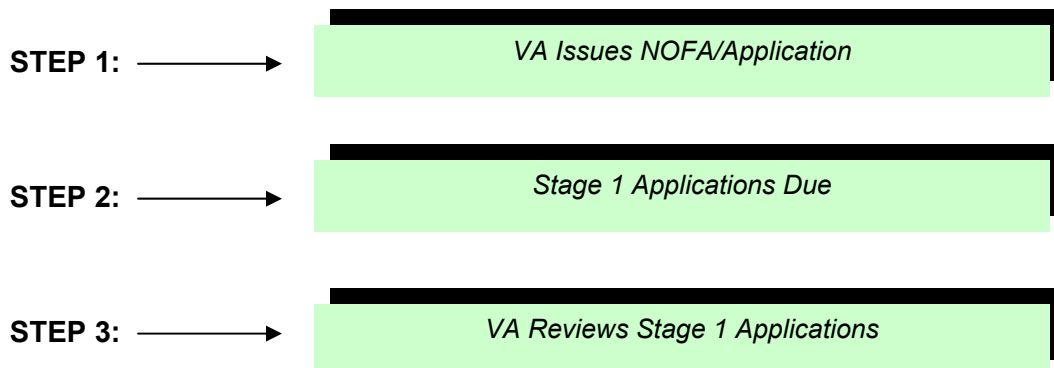 STEP 1: VA Issues NOFA/Application
STEP 2: Stage 1 Applications Due
STEP 3: VA Reviews Stage 1 Applications